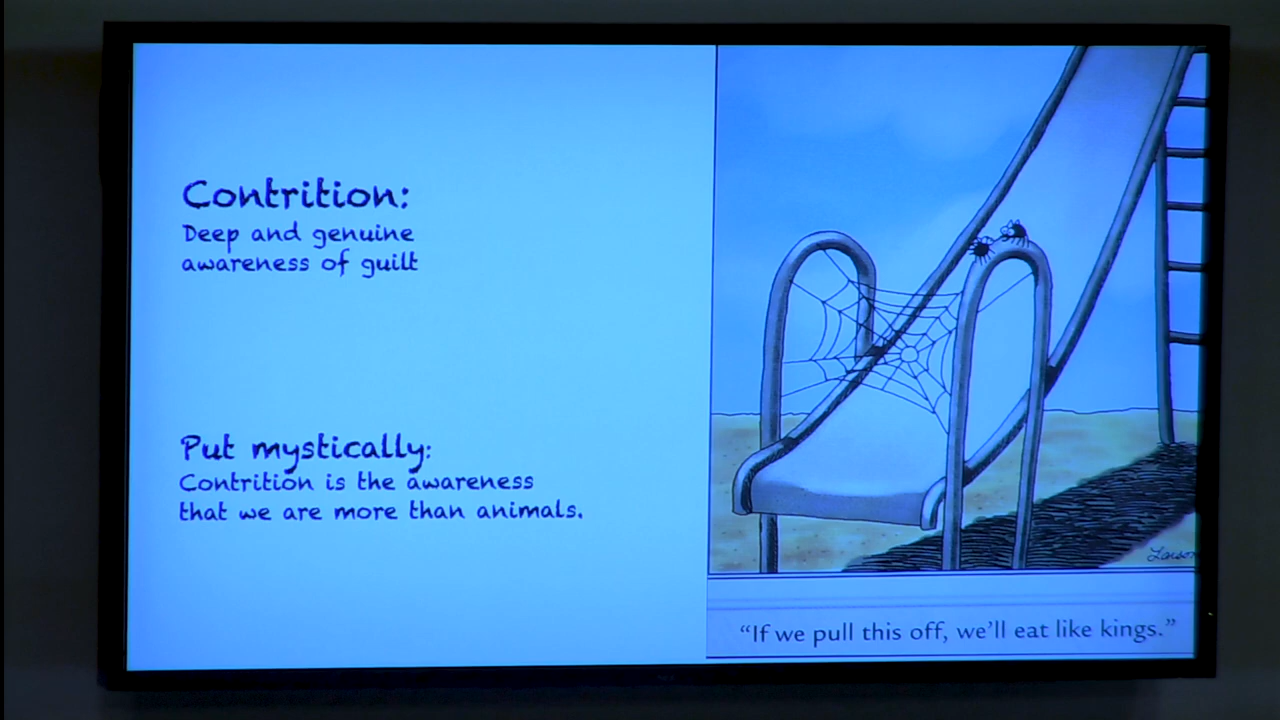 Contrition:
Deep and genuine
awareness of guilt
Put mystically:
Contrition is the awareness
that we are more than animals.
Larson
"If we pull this off, we'll eat like kings."